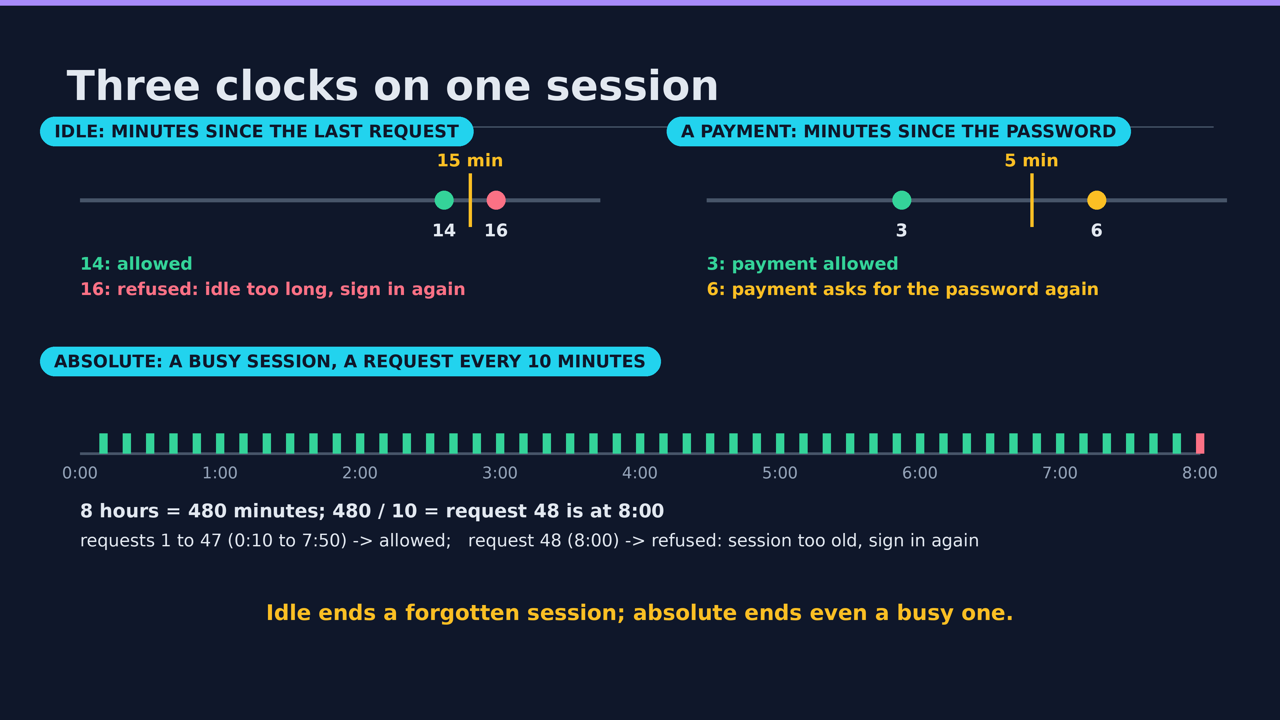 Three clocks on one session
IDLE: MINUTES SINCE THE LAST REQUEST
15 min
14 16
14: allowed
16: refused: idle too long, sign in again
A PAYMENT: MINUTES SINCE THE PASSWORD
5 min
3 6
3: payment allowed
6: payment asks for the password again
ABSOLUTE: A BUSY SESSION, A REQUEST EVERY 10 MINUTES
0:00 1:00 2:00 3:00 4:00 5:00 6:00 7:00 8:00
8 hours = 480 minutes; 480 / 10 = request 48 is at 8:00
requests 1 to 47 (0:10 to 7:50) -> allowed; request 48 (8:00) -> refused: session too old, sign in again
Idle ends a forgotten session; absolute ends even a busy one.